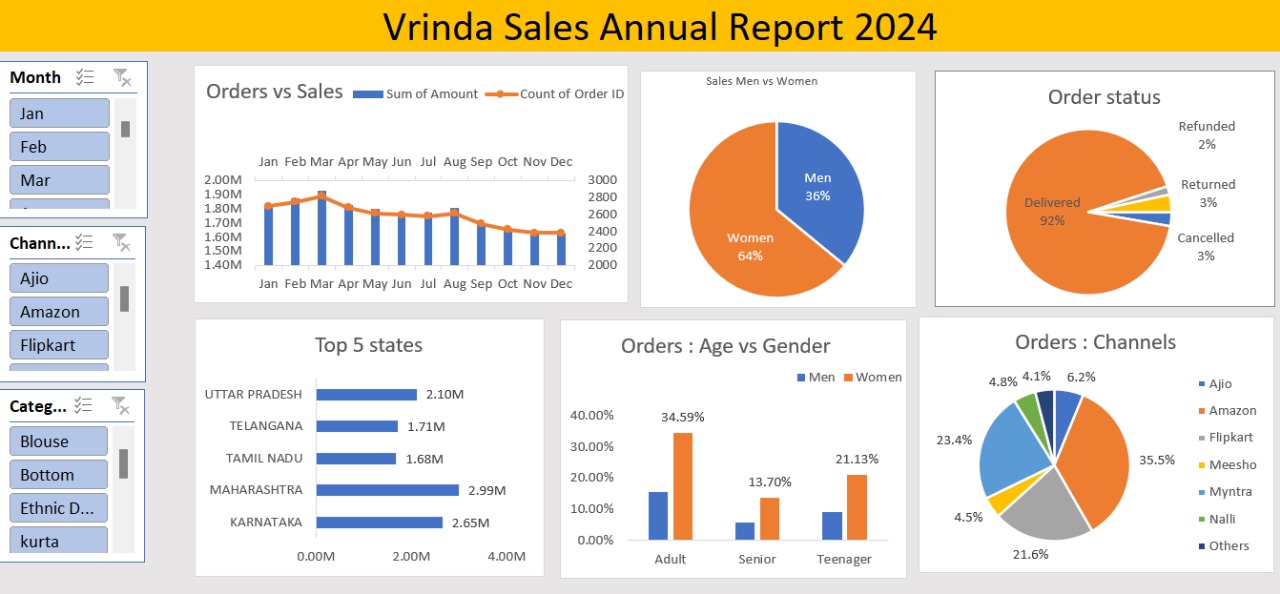 Vrinda Sales Annual Report 2024
Month
Jan
Feb
Mar
Chann...
Ajio
Amazon
Flipkart
Categ...
Blouse
Bottom
Ethnic D...
kurta
Orders vs Sales Sum of Amount Count of Order ID
Jan Feb Mar Apr May Jun Jul Aug Sep Oct Nov Dec
2.00M 3000
1.90M 2800
1.80M 2600
1.70M
1.60M 2400
1.50M 2200
1.40M 2000
Jan Feb Mar Apr May Jun Jul Aug Sep Oct Nov Dec
Sales Men vs Women
Men
36%
Women
64%
Order status
Refunded
2%
Returned
3%
Delivered
92%
Cancelled
3%
Top 5 states
UTTAR PRADESH 2.10M
TELANGANA 1.71M
TAMIL NADU 1.68M
MAHARASHTRA 2.99M
KARNATAKA 2.65M
0.00M 2.00M 4.00M
Orders : Age vs Gender
Men Women
40.00%
30.00%
20.00%
10.00%
0.00%
34.59%
13.70%
21.13%
Adult Senior Teenager
Orders : Channels
4.8% 4.1% 6.2%
23.4%
35.5%
4.5%
21.6%
Ajio
Amazon
Flipkart
Meesho
Myntra
Nalli
Others